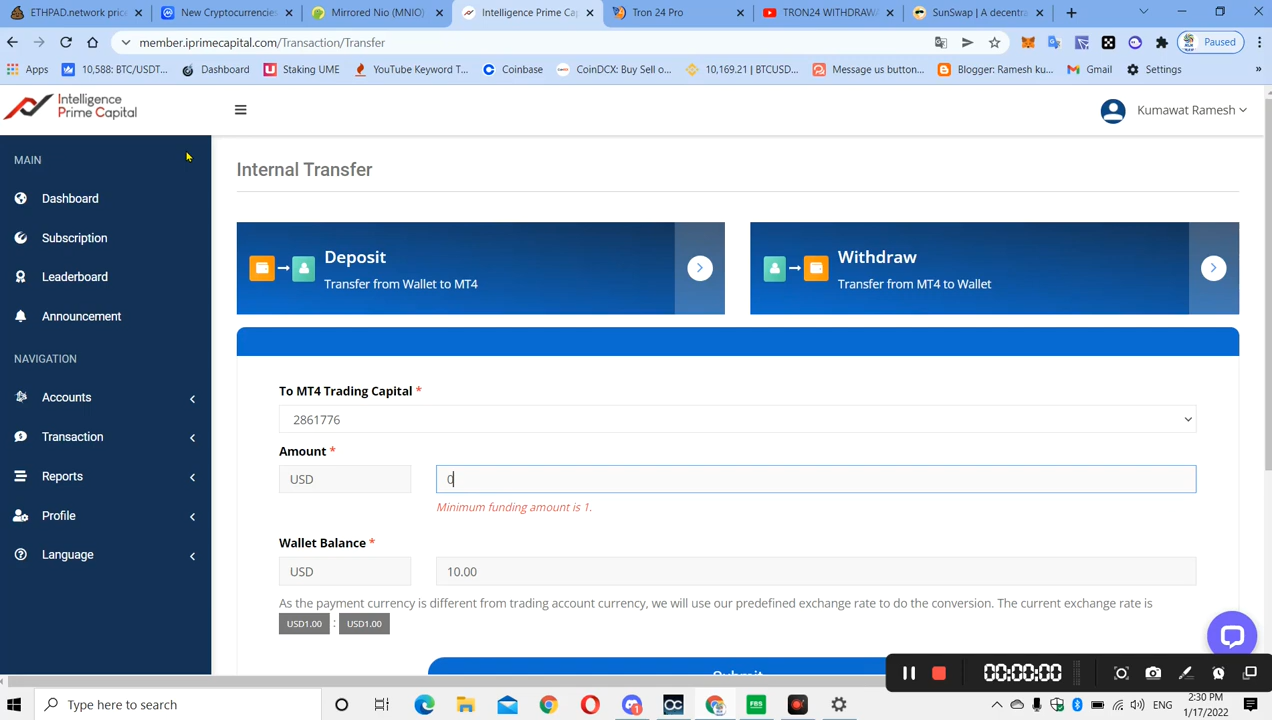 ETHPAD.network price
New Cryptocurrencies
Mirrored Nio (MNIO)
Intelligence Prime Cap
Tron 24 Pro
TRON24 WITHDRAWA
SunSwap | A decentra
member.iprimecapital.com/Transaction/Transfer
Paused
Apps
10,588: BTC/USDT...
Dashboard
Staking UME
YouTube Keyword T...
Coinbase
CoinDCX: Buy Sell o...
10,169.21 | BTCUSD...
Message us button...
Blogger: Ramesh ku...
Gmail
Settings
»
Intelligence
Prime Capital
Kumawat Ramesh
MAIN
Dashboard
Subscription
Leaderboard
Announcement
NAVIGATION
Accounts
Transaction
Reports
Profile
Language
Internal Transfer
Deposit
Transfer from Wallet to MT4
Withdraw
Transfer from MT4 to Wallet
To MT4 Trading Capital *
2861776
Amount *
USD
0
Minimum funding amount is 1.
Wallet Balance *
USD
10.00
As the payment currency is different from trading account currency, we will use our predefined exchange rate to do the conversion. The current exchange rate is
USD1.00 : USD1.00
Submit
00:00:00
Type here to search
FBS
ENG
2:30 PM
1/17/2022